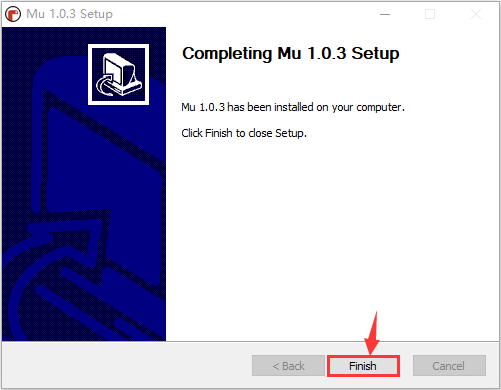 Mu 1.0.3 Setup
Completing Mu 1.0.3 Setup
Mu 1.0.3 has been installed on your computer.
Click Finish to close Setup.
< Back
Finish
Cancel